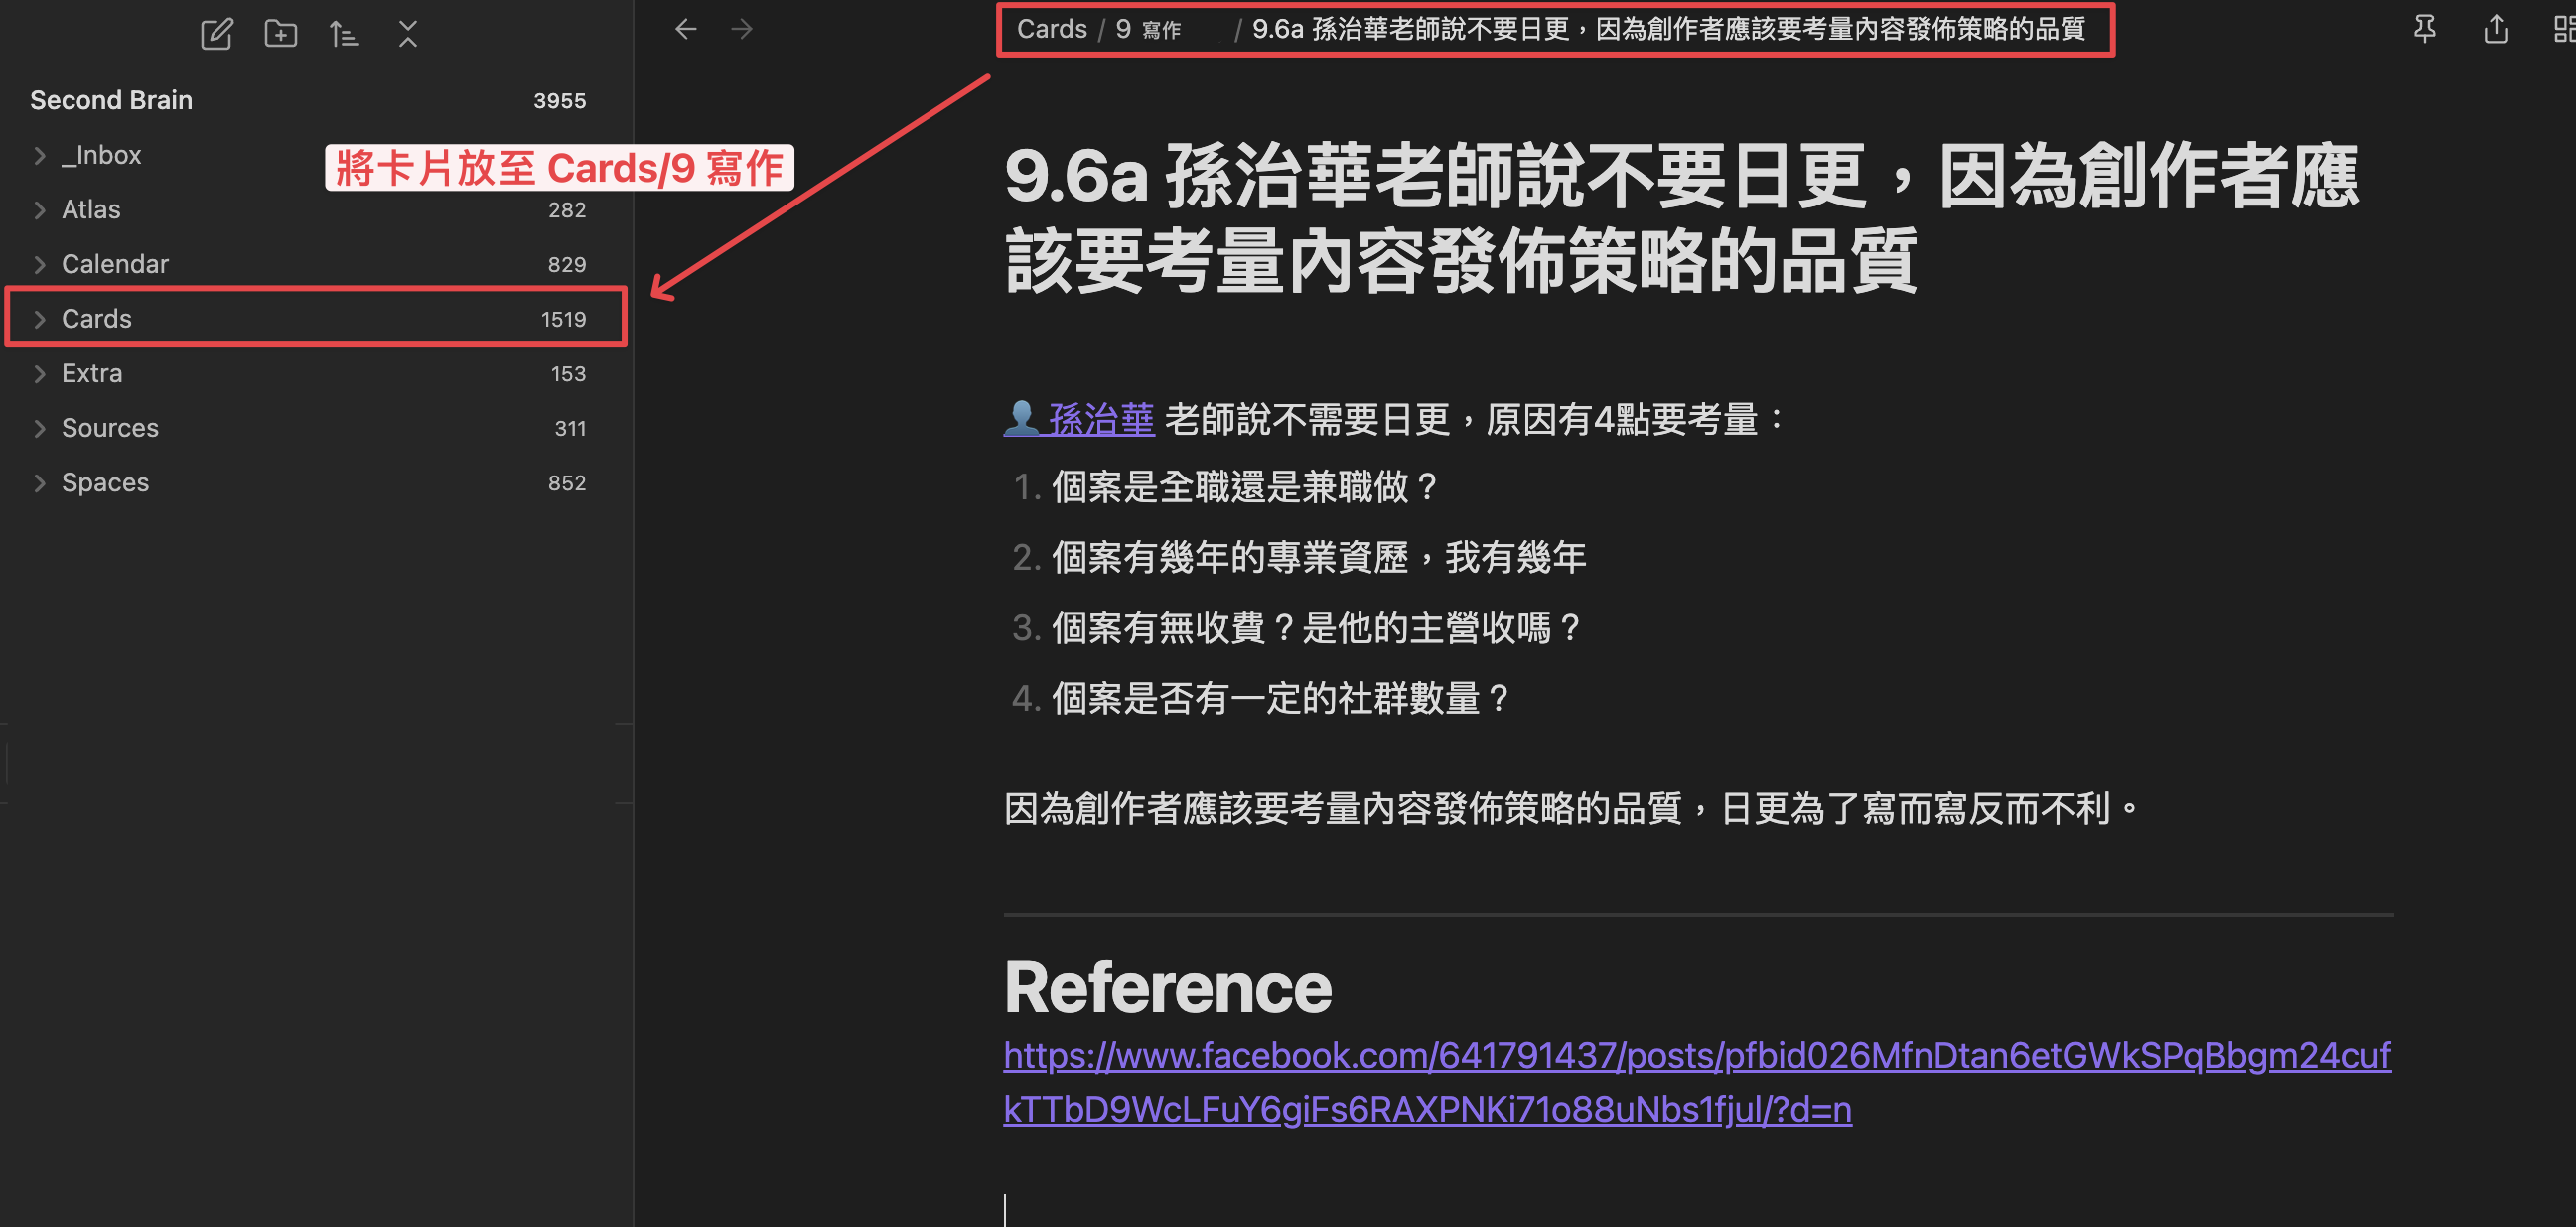 Cards / 9 寫作 / 9.6a 孫治華老師說不要日更，因為創作者應該要考量內容發佈策略的品質
Second Brain 3955
_Inbox
將卡片放至 Cards/9 寫作
Atlas 282
Calendar 829
Cards 1519
Extra 153
Sources 311
Spaces 852
9.6a 孫治華老師說不要日更，因為創作者應
該要考量內容發佈策略的品質
孫治華 老師說不需要日更，原因有4點要考量：
1. 個案是全職還是兼職做？
2. 個案有幾年的專業資歷，我有幾年
3. 個案有無收費？是他的主營收嗎？
4. 個案是否有一定的社群數量？
因為創作者應該要考量內容發佈策略的品質，日更為了寫而寫反而不利。
Reference
https://www.facebook.com/641791437/posts/pfbid026MfnDtan6etGWkSPqBbgm24cuf
kTTbD9WcLFuY6giFs6RAXPNKi71o88uNbs1fjul/?d=n